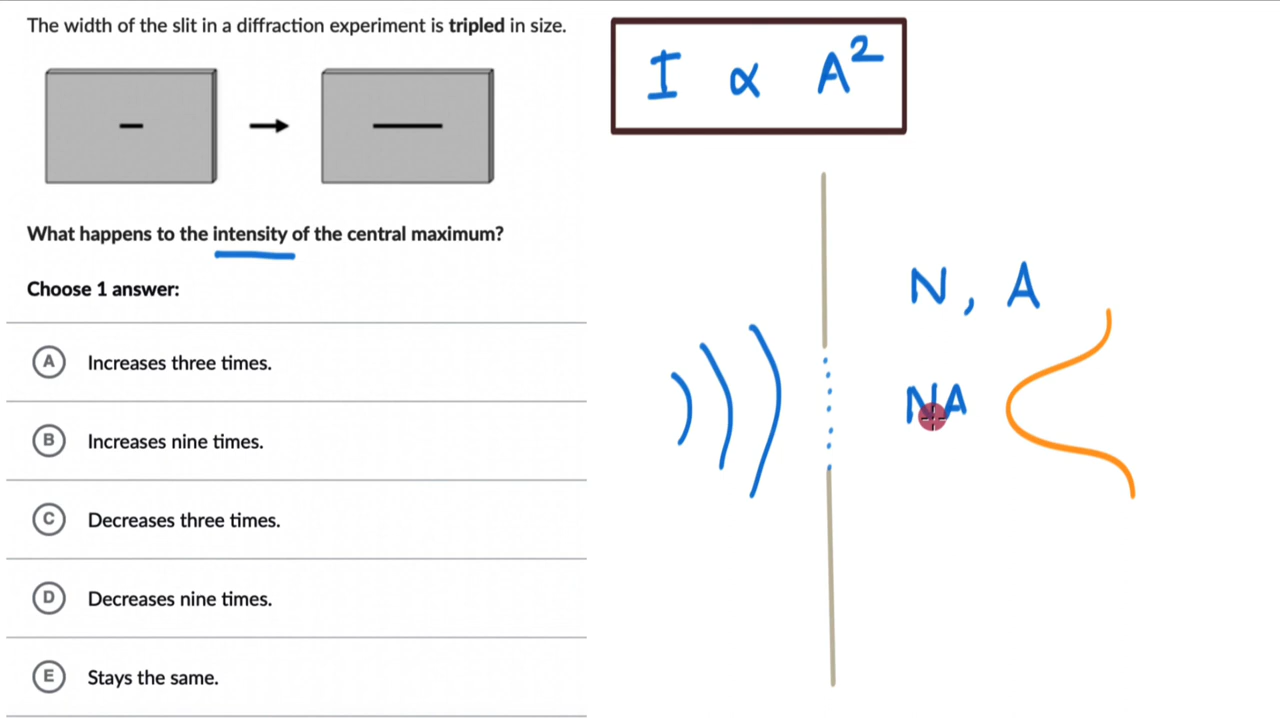 The width of the slit in a diffraction experiment is tripled in size.
What happens to the intensity of the central maximum?
Choose 1 answer:
A Increases three times.
B Increases nine times.
C Decreases three times.
D Decreases nine times.
E Stays the same.
I ∝ A²
N, A
NA